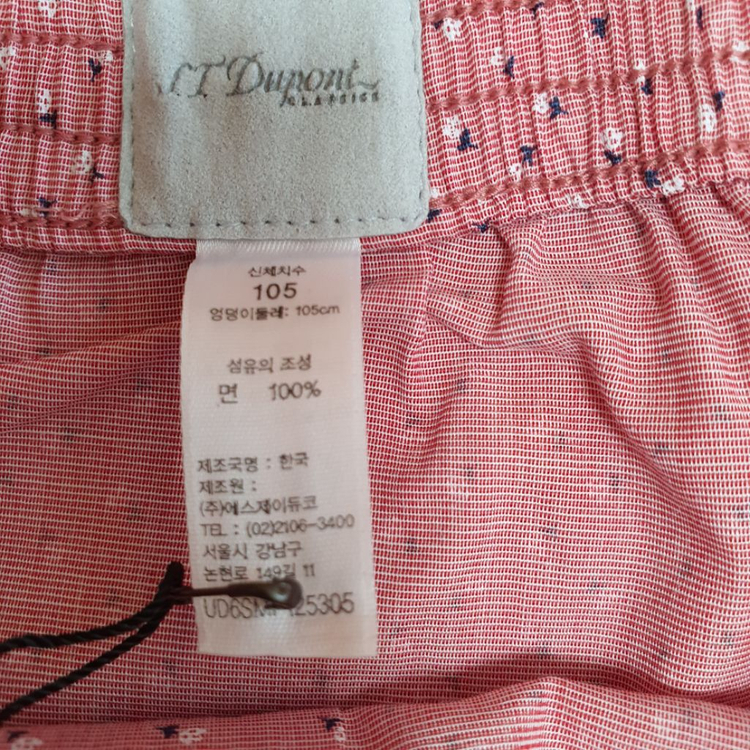 S.T Dupont
CLASSICS
신체치수
105
엉덩이둘레: 105cm
섬유의 조성
면 100%
제조국명 : 한국
제조원 :
(주)에스제이듀코
TEL : (02)2106-3400
서울시 강남구
논현로 149길 11